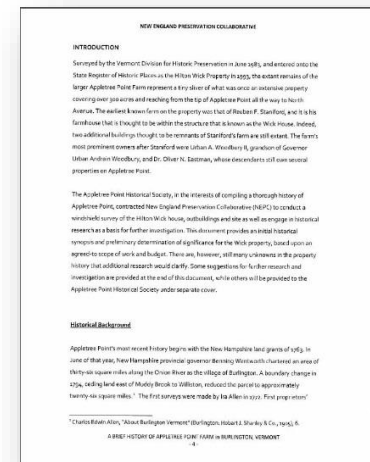 NEW ENGLAND PRESERVATION COLLABORATIVE
INTRODUCTION
Surveyed by the Vermont Division for Historic Preservation in June 1983, and entered onto the
State Register of Historic Places as the Hilton Wick Property in 1993, the extant remains of the
larger Appletree Point Farm represent a tiny sliver of what was once an extensive property
covering over 300 acres and reaching from the tip of Appletree Point all the way to North
Avenue. The earliest known farm on the property was that of Reuben F. Staniford, and it is his
farmhouse that is thought to be within the structure that is known as the Wick House. Indeed,
two additional buildings thought to be remnants of Staniford's farm are still extant. The farm's
most prominent owners after Staniford were Urban A. Woodbury II, grandson of Governor
Urban Andrain Woodbury, and Dr. Oliver N. Eastman, whose descendants still own several
properties on Appletree Point.
The Appletree Point Historical Society, in the interests of compiling a thorough history of
Appletree Point, contracted New England Preservation Collaborative (NEPC) to conduct a
windshield survey of the Hilton Wick house, outbuildings and site as well as engage in historical
research as a basis for further investigation. This document provides an initial historical
synopsis and preliminary determination of significance for the Wick property, based upon an
agreed-to scope of work and budget. There are, however, still many unknowns in the property
history that additional research would clarify. Some suggestions for further research and
investigation are provided at the end of this document, while others will be provided to the
Appletree Point Historical Society under separate cover.
Historical Background
Appletree Point's most recent history begins with the New Hampshire land grants of 1763. In
June of that year, New Hampshire provincial governor Benning Wentworth chartered an area of
thirty-six square miles along the Onion River as the village of Burlington. A boundary change in
1794, ceding land east of Muddy Brook to Williston, reduced the parcel to approximately
twenty-six square miles.¹ The first surveys were made by Ira Allen in 1772. First proprietors'
¹ Charles Edwin Allen, "About Burlington Vermont" (Burlington, Hobart J. Shanley & Co., 1905), 6.
A BRIEF HISTORY OF APPLETREE POINT FARM in BURLINGTON, VERMONT
- 4 -